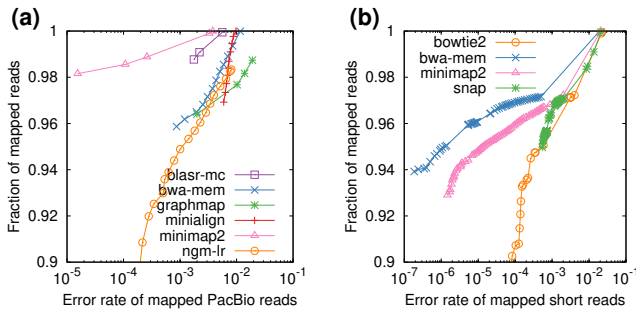 (a)
Fraction of mapped reads
1
0.98
0.96
0.94
0.92
0.9
blasr-mc
bwa-mem
graphmap
minialign
minimap2
ngm-lr
10-5 10-4 10-3 10-2 10-1
Error rate of mapped PacBio reads
(b)
Fraction of mapped reads
1
0.98
0.96
0.94
0.92
0.9
bowtie2
bwa-mem
minimap2
snap
10-7 10-6 10-5 10-4 10-3 10-2 10-1
Error rate of mapped short reads